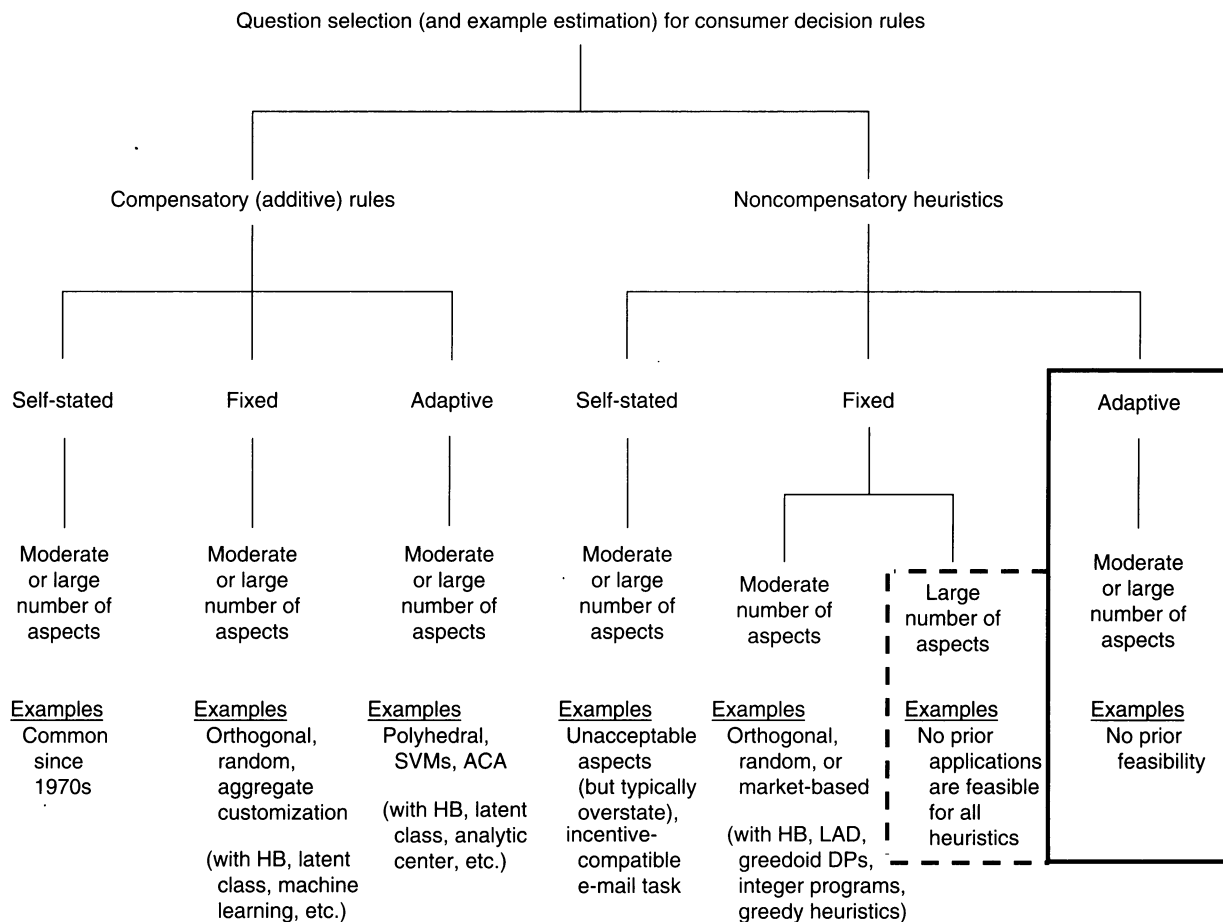 Question selection (and example estimation) for consumer decision rules
Compensatory (additive) rules
Noncompensatory heuristics
Self-stated
Fixed
Adaptive
Self-stated
Fixed
Adaptive
Moderate
or large
number of
aspects
Moderate
or large
number of
aspects
Moderate
or large
number of
aspects
Moderate
or large
number of
aspects
Moderate
number of
aspects
Large
number of
aspects
Moderate
or large
number of
aspects
Examples
Common
since
1970s
Examples
Orthogonal,
random,
aggregate
customization
(with HB, latent
class, machine
learning, etc.)
Examples
Polyhedral,
SVMs, ACA
(with HB, latent
class, analytic
center, etc.)
Examples
Unacceptable
aspects
(but typically
overstate),
incentive-
compatible
e-mail task
Examples
Orthogonal,
random, or
market-based
(with HB, LAD,
greedoid DPs,
integer programs,
greedy heuristics)
Examples
No prior
applications
are feasible
for all
heuristics
Examples
No prior
feasibility